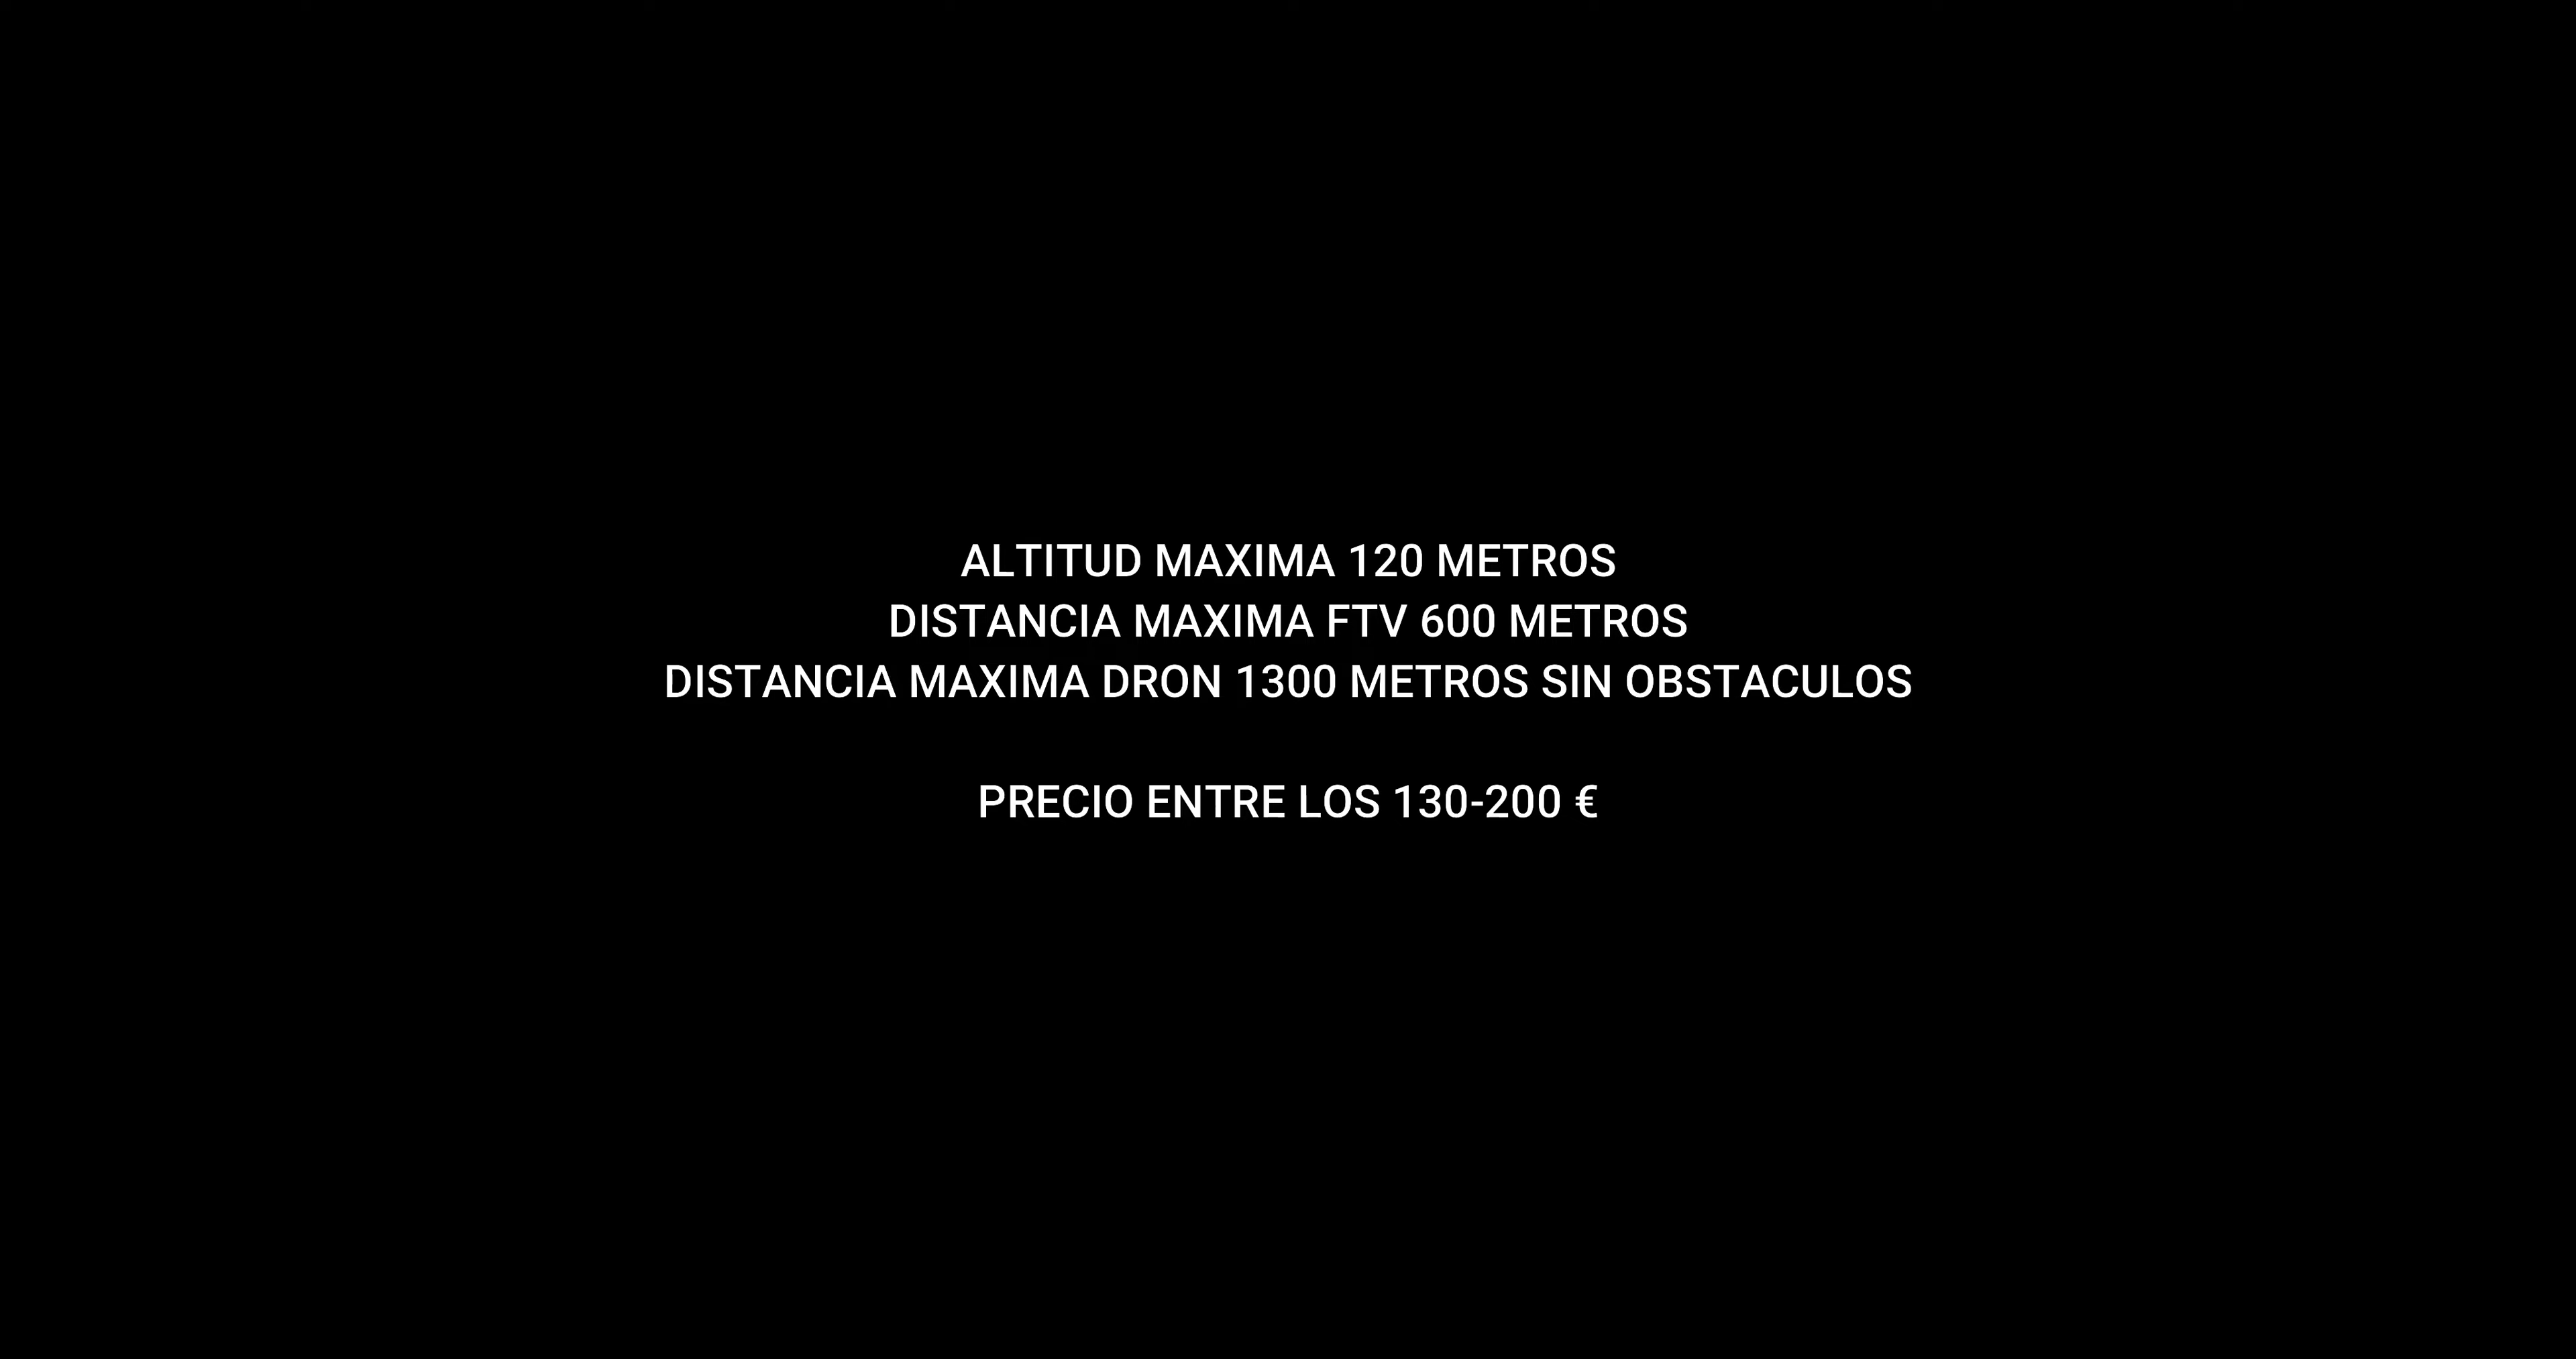 ALTITUD MAXIMA 120 METROS
DISTANCIA MAXIMA FTV 600 METROS
DISTANCIA MAXIMA DRON 1300 METROS SIN OBSTACULOS
PRECIO ENTRE LOS 130-200 €